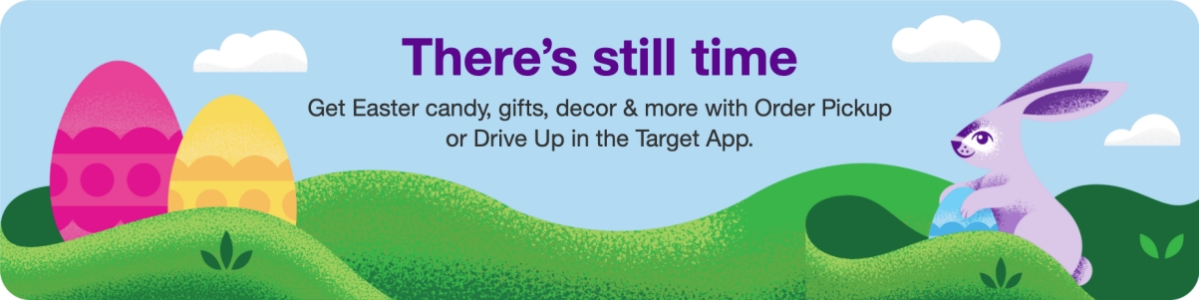 There’s still time
Get Easter candy, gifts, decor & more with Order Pickup
or Drive Up in the Target App.